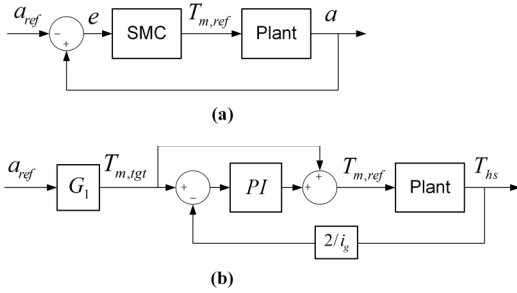 a_ref e SMC T_m,ref Plant a
− +
(a)
a_ref G_1 T_m,tgt + − PI + + T_m,ref Plant T_hs
2/i_g
(b)